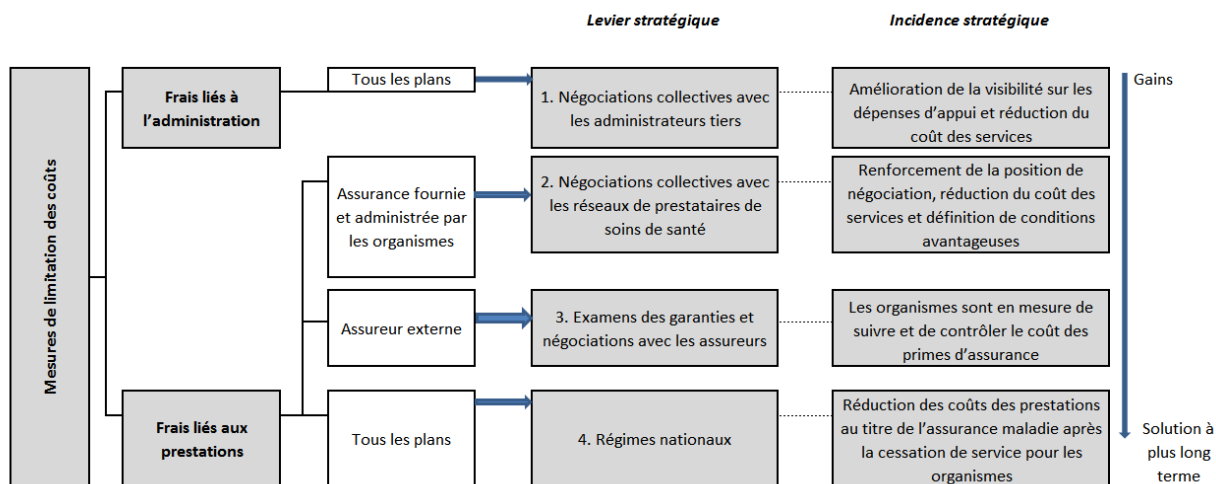 Levier stratégique
Incidence stratégique
Mesures de limitation des coûts
Frais liés à
l’administration
Tous les plans
1. Négociations collectives avec
les administrateurs tiers
Amélioration de la visibilité sur les
dépenses d’appui et réduction du
coût des services
Gains
Assurance fournie
et administrée par
les organismes
2. Négociations collectives avec
les réseaux de prestataires de
soins de santé
Renforcement de la position de
négociation, réduction du coût des
services et définition de conditions
avantageuses
Assureur externe
3. Examens des garanties et
négociations avec les assureurs
Les organismes sont en mesure de
suivre et de contrôler le coût des
primes d’assurance
Frais liés aux
prestations
Tous les plans
4. Régimes nationaux
Réduction des coûts des prestations
au titre de l’assurance maladie après
la cessation de service pour les
organismes
Solution à
plus long
terme